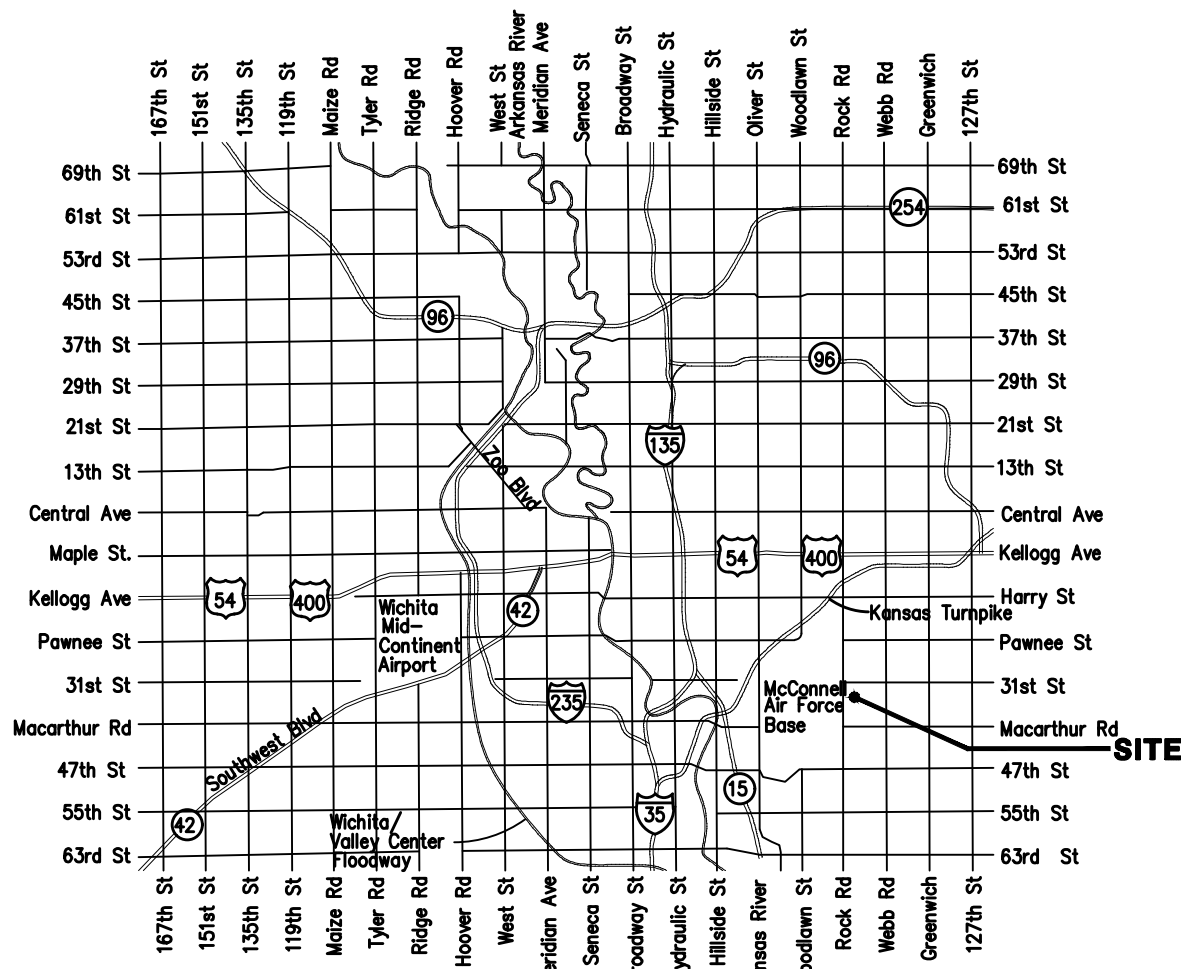 167th St
151st St
135th St
119th St
Maize Rd
Tyler Rd
Ridge Rd
Hoover Rd
West St
Arkansas River
Meridian Ave
Seneca St
Broadway St
Hydraulic St
Hillside St
Oliver St
Woodlawn St
Rock Rd
Webb Rd
Greenwich
127th St
69th St
69th St
61st St
254
61st St
53rd St
53rd St
45th St
45th St
96
37th St
37th St
96
29th St
29th St
21st St
21st St
135
13th St
13th St
Zoo Blvd
Central Ave
Central Ave
Maple St.
54
400
Kellogg Ave
Kellogg Ave
54
400
Wichita
Mid-
Continent
Airport
42
Harry St
Kansas Turnpike
Pawnee St
Pawnee St
31st St
31st St
235
McConnell
Air Force
Base
Macarthur Rd
Southwest Blvd
Macarthur Rd
SITE
47th St
47th St
15
55th St
42
35
55th St
Wichita/
Valley Center
Floodway
63rd St
63rd St
167th St
151st St
135th St
119th St
Maize Rd
Tyler Rd
Ridge Rd
Hoover Rd
West St
eridian Ave
Seneca St
roadway St
ydraulic St
Hillside St
nsas River
oodlawn St
Rock Rd
Webb Rd
Greenwich
127th St